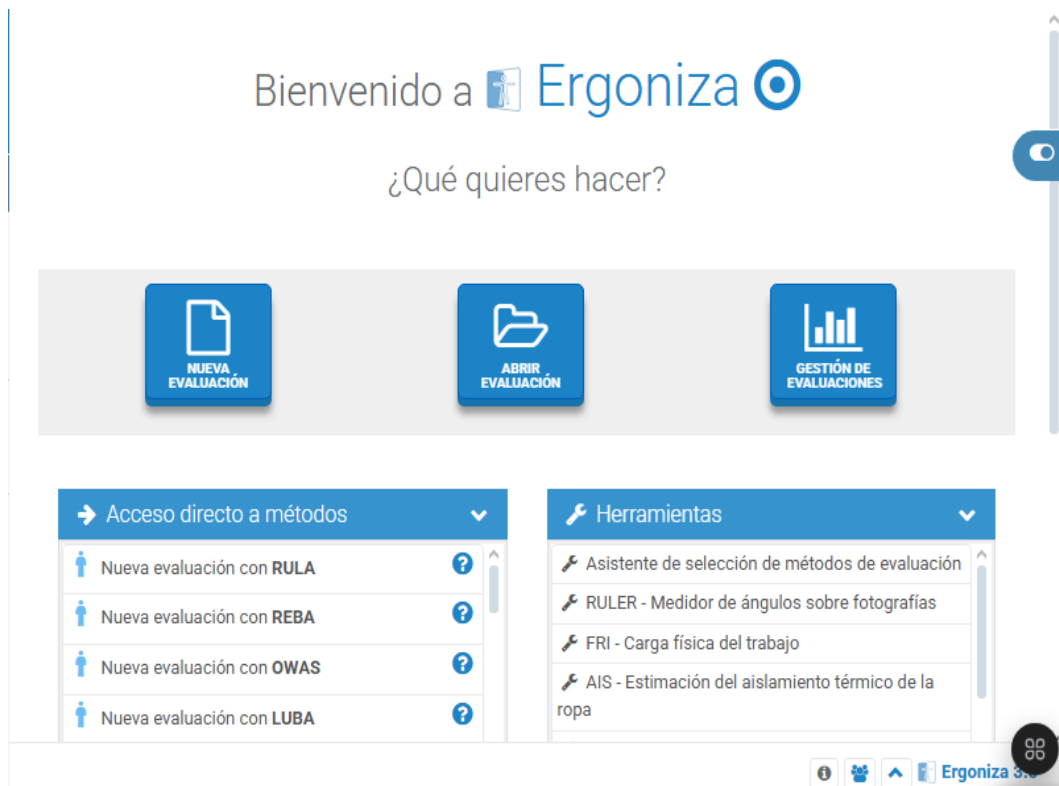 Bienvenido a Ergoniza
¿Qué quieres hacer?
NUEVA
EVALUACIÓN
ABRIR
EVALUACIÓN
GESTIÓN DE
EVALUACIONES
Acceso directo a métodos
Nueva evaluación con RULA
Nueva evaluación con REBA
Nueva evaluación con OWAS
Nueva evaluación con LUBA
Herramientas
Asistente de selección de métodos de evaluación
RULER - Medidor de ángulos sobre fotografías
FRI - Carga física del trabajo
AIS - Estimación del aislamiento térmico de la
ropa
Ergoniza